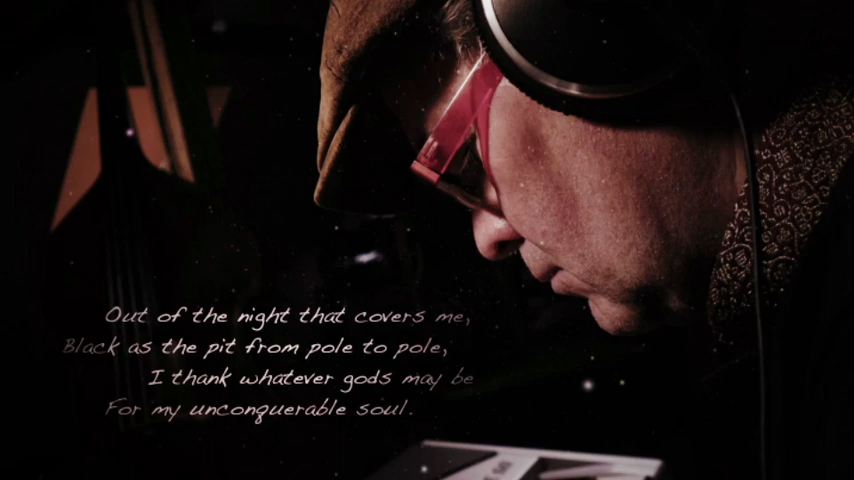 Out of the night that covers me,
Black as the pit from pole to pole,
I thank whatever gods may be
For my unconquerable soul.